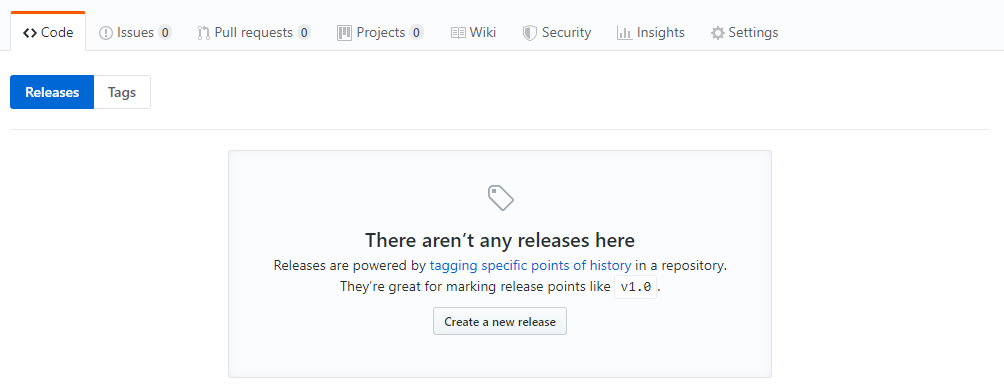 Code Issues 0 Pull requests 0 Projects 0 Wiki Security Insights Settings
Releases Tags
There aren’t any releases here
Releases are powered by tagging specific points of history in a repository.
They’re great for marking release points like v1.0.
Create a new release